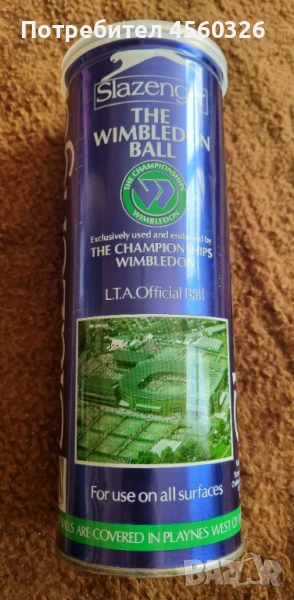 Потребител 4560326
Slazenger
THE
WIMBLEDON
BALL
THE CHAMPIONSHIPS
WIMBLEDON
Exclusively used and endorsed by
THE CHAMPIONSHIPS
WIMBLEDON
L.T.A. Official Ball
For use on all surfaces
BALLS ARE COVERED IN PLAYNES WEST OF
BAZAR